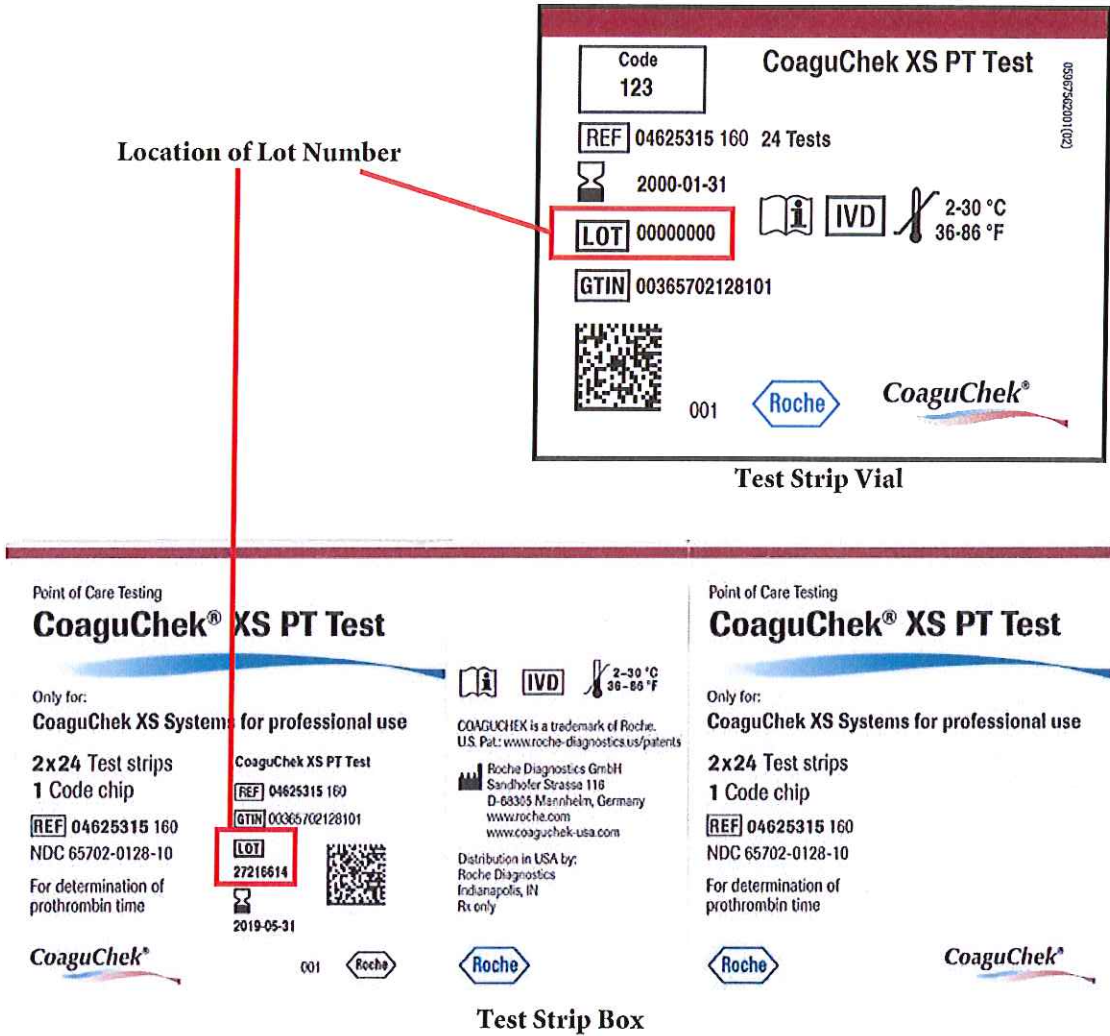 Location of Lot Number
Code
123
CoaguChek XS PT Test
05967562001(02)
REF 04625315 160 24 Tests
2000-01-31
LOT 00000000
IVD
2-30 °C
36-86 °F
GTIN 00365702128101
001
Roche
CoaguChek®
Test Strip Vial
Point of Care Testing
CoaguChek® XS PT Test
Only for:
CoaguChek XS Systems for professional use
2x24 Test strips
1 Code chip
REF 04625315 160
NDC 65702-0128-10
For determination of
prothrombin time
CoaguChek®
CoaguChek XS PT Test
REF 04625315 160
GTIN 00365702128101
LOT
27216614
2019-05-31
001
Roche
IVD
2-30 °C
36-86 °F
COAGUCHEK is a trademark of Roche.
U.S. Pat.: www.roche-diagnostics.us/patents
Roche Diagnostics GmbH
Sandhofer Strasse 116
D-68305 Mannheim, Germany
www.roche.com
www.coaguchek-usa.com
Distribution in USA by:
Roche Diagnostics
Indianapolis, IN
Rx only
Roche
Point of Care Testing
CoaguChek® XS PT Test
Only for:
CoaguChek XS Systems for professional use
2x24 Test strips
1 Code chip
REF 04625315 160
NDC 65702-0128-10
For determination of
prothrombin time
Roche
CoaguChek®
Test Strip Box